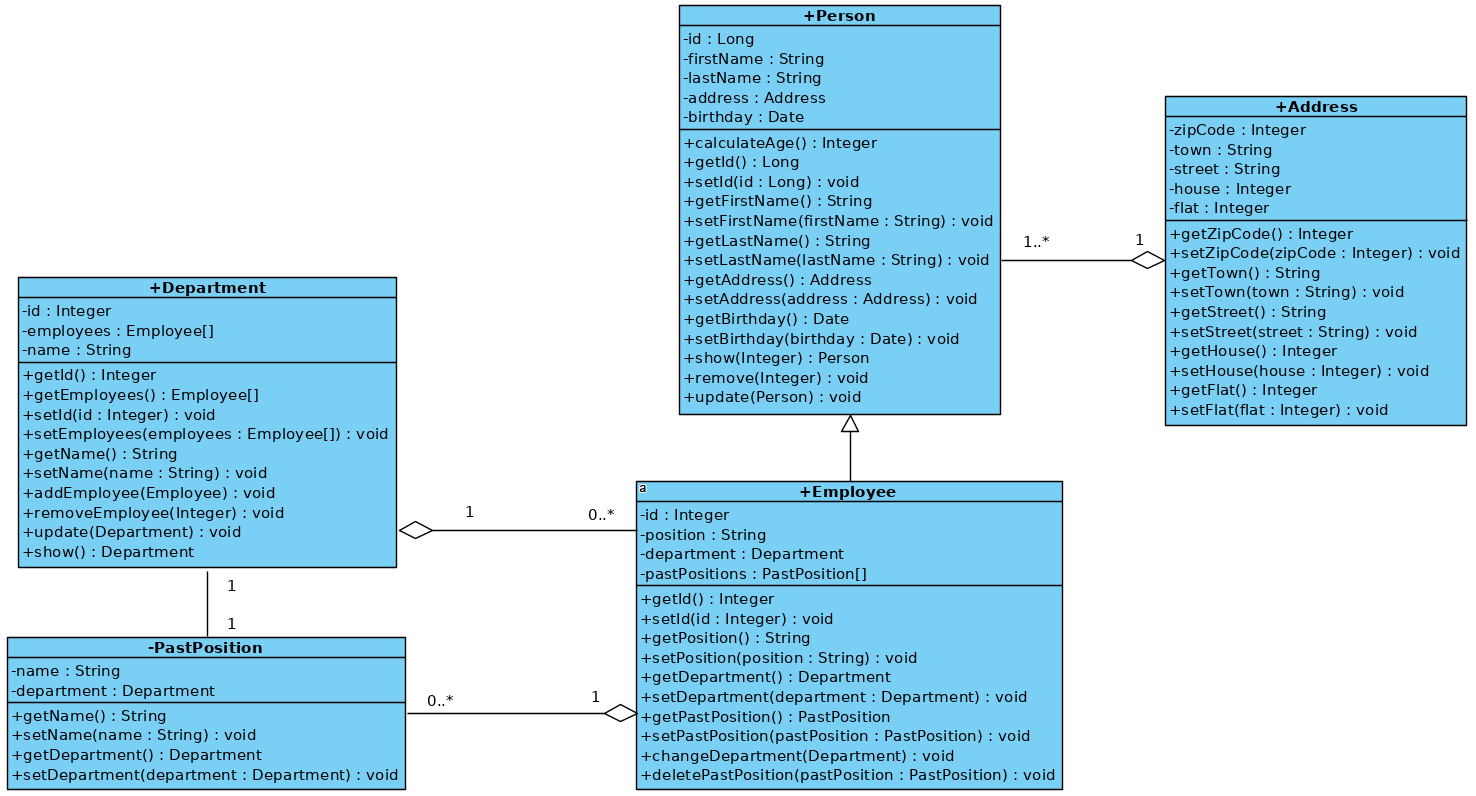 +Person
-id : Long
-firstName : String
-lastName : String
-address : Address
-birthday : Date
+calculateAge() : Integer
+getId() : Long
+setId(id : Long) : void
+getFirstName() : String
+setFirstName(firstName : String) : void
+getLastName() : String
+setLastName(lastName : String) : void
+getAddress() : Address
+setAddress(address : Address) : void
+getBirthday() : Date
+setBirthday(birthday : Date) : void
+show(Integer) : Person
+remove(Integer) : void
+update(Person) : void
1..*
1
+Address
-zipCode : Integer
-town : String
-street : String
-house : Integer
-flat : Integer
+getZipCode() : Integer
+setZipCode(zipCode : Integer) : void
+getTown() : String
+setTown(town : String) : void
+getStreet() : String
+setStreet(street : String) : void
+getHouse() : Integer
+setHouse(house : Integer) : void
+getFlat() : Integer
+setFlat(flat : Integer) : void
+Department
-id : Integer
-employees : Employee[]
-name : String
+getId() : Integer
+getEmployees() : Employee[]
+setId(id : Integer) : void
+setEmployees(employees : Employee[]) : void
+getName() : String
+setName(name : String) : void
+addEmployee(Employee) : void
+removeEmployee(Integer) : void
+update(Department) : void
+show() : Department
1
0..*
1
1
a
+Employee
-id : Integer
-position : String
-department : Department
-pastPositions : PastPosition[]
+getId() : Integer
+setId(id : Integer) : void
+getPosition() : String
+setPosition(position : String) : void
+getDepartment() : Department
+setDepartment(department : Department) : void
+getPastPosition() : PastPosition
+setPastPosition(pastPosition : PastPosition) : void
+changeDepartment(Department) : void
+deletePastPosition(pastPosition : PastPosition) : void
-PastPosition
-name : String
-department : Department
+getName() : String
+setName(name : String) : void
+getDepartment() : Department
+setDepartment(department : Department) : void
0..*
1